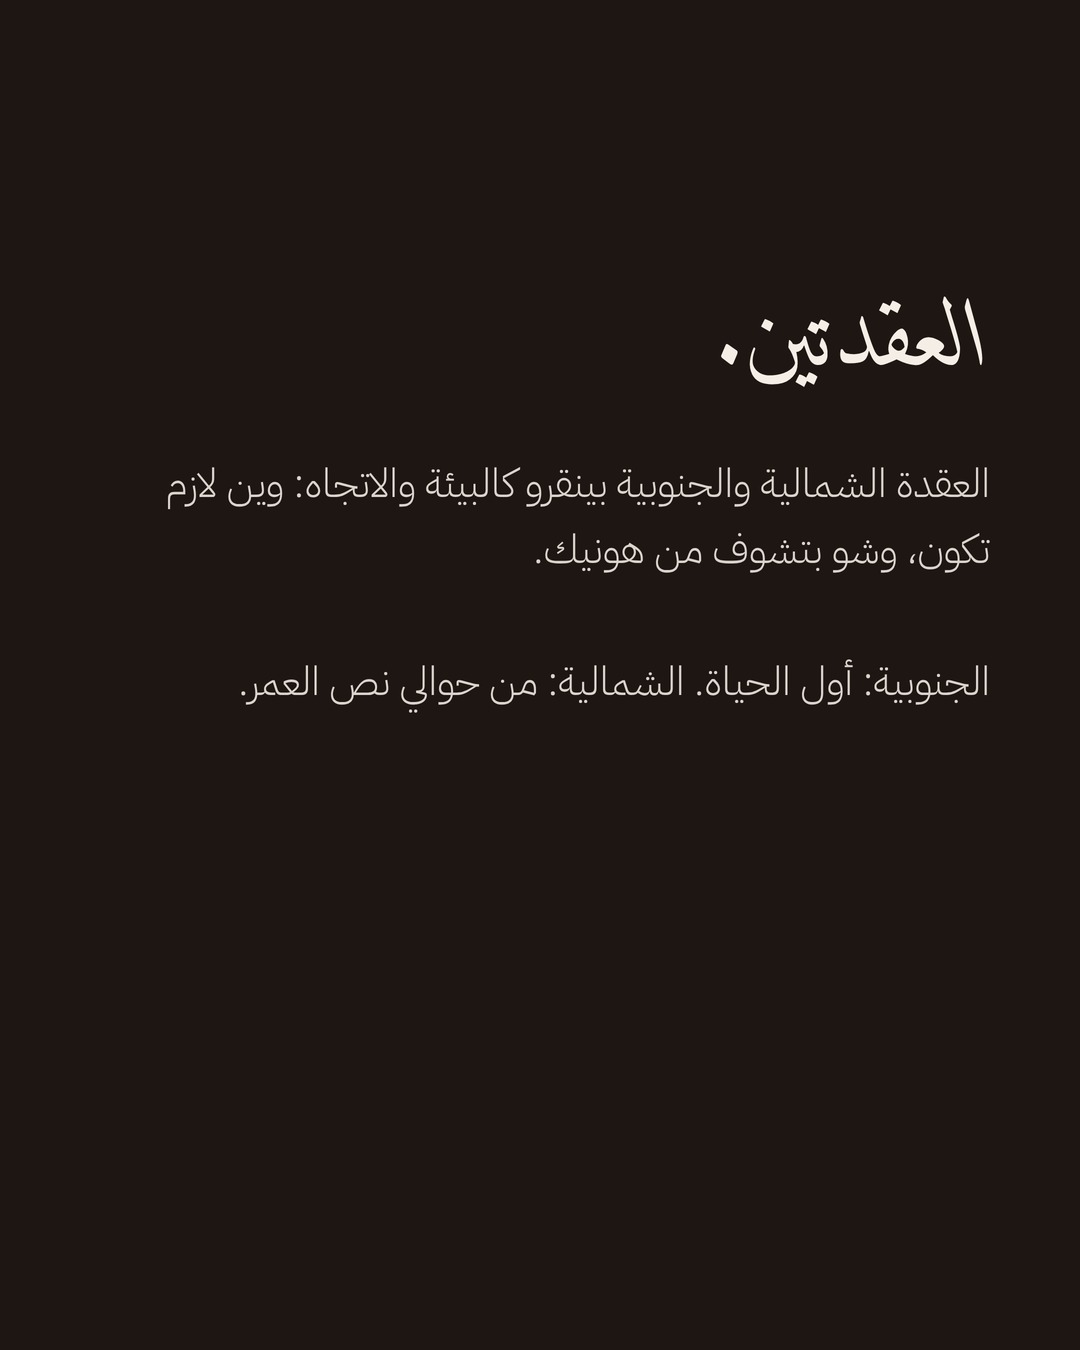 العقدتين.
العقدة الشمالية والجنوبية بينقرو كالبيئة والاتجاه: وين لازم
تكون، وشو بتشوف من هونيك.
الجنوبية: أول الحياة. الشمالية: من حوالي نص العمر.